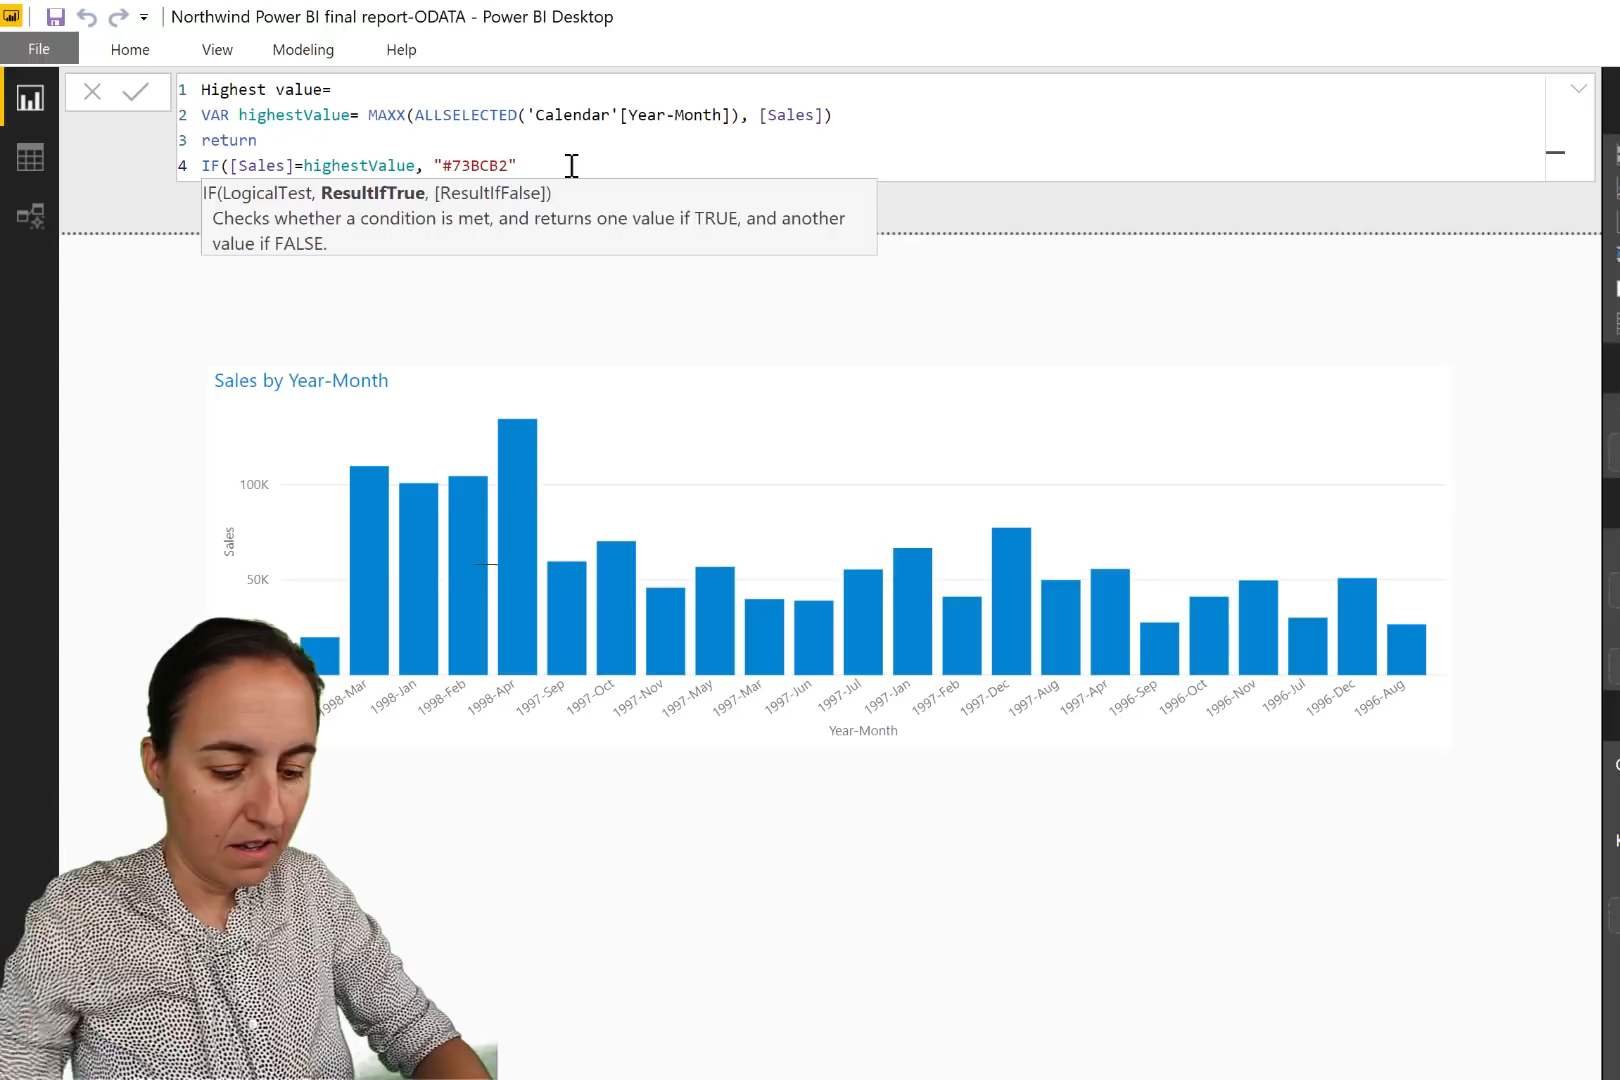 Northwind Power BI final report-ODATA - Power BI Desktop
File Home View Modeling Help
1 Highest value=
2 VAR highestValue= MAXX(ALLSELECTED('Calendar'[Year-Month]), [Sales])
3 return
4 IF([Sales]=highestValue, "#73BCB2"
IF(LogicalTest, ResultIfTrue, [ResultIfFalse])
Checks whether a condition is met, and returns one value if TRUE, and another
value if FALSE.
Sales by Year-Month
100K
50K
Sales
1998-Mar 1998-Jan 1998-Feb 1998-Apr 1997-Sep 1997-Oct 1997-Nov 1997-May 1997-Mar 1997-Jun 1997-Jul 1997-Jan 1997-Feb 1997-Dec 1997-Aug 1997-Apr 1996-Sep 1996-Oct 1996-Nov 1996-Jul 1996-Dec 1996-Aug
Year-Month